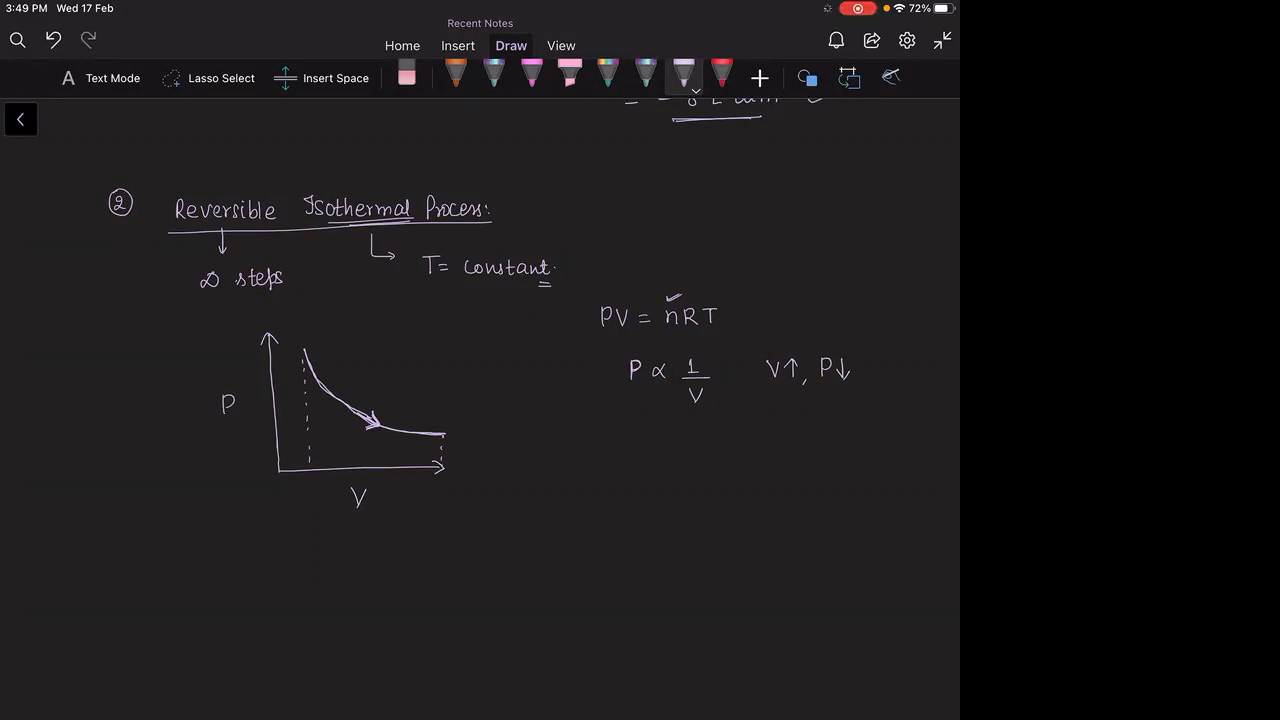 3:49 PM Wed 17 Feb
72%
Recent Notes
Home Insert Draw View
A Text Mode Lasso Select Insert Space
②
Reversible Isothermal Process:
∞ steps
T= constant.
PV = nRT
P ∝ 1/V V↑, P↓
P
V